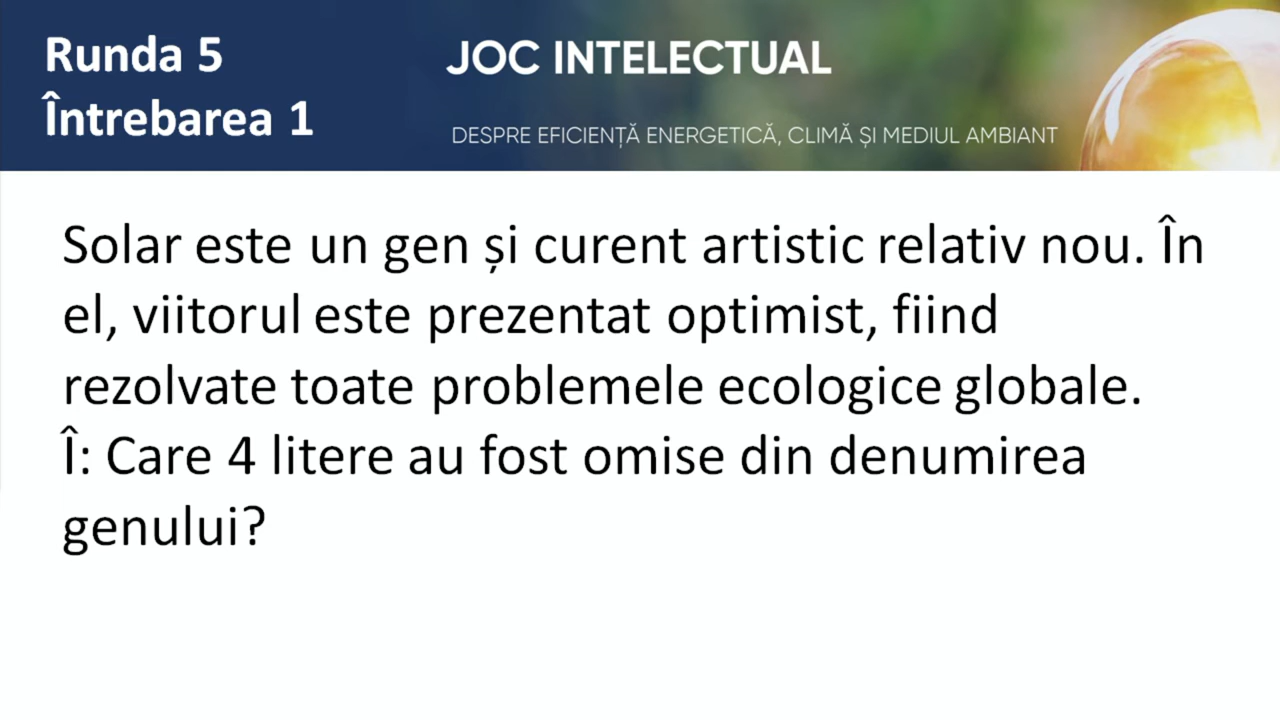 Runda 5
Întrebarea 1
JOC INTELECTUAL
DESPRE EFICIENȚĂ ENERGETICĂ, CLIMĂ ȘI MEDIUL AMBIANT
Solar este un gen și curent artistic relativ nou. În
el, viitorul este prezentat optimist, fiind
rezolvate toate problemele ecologice globale.
Î: Care 4 litere au fost omise din denumirea
genului?